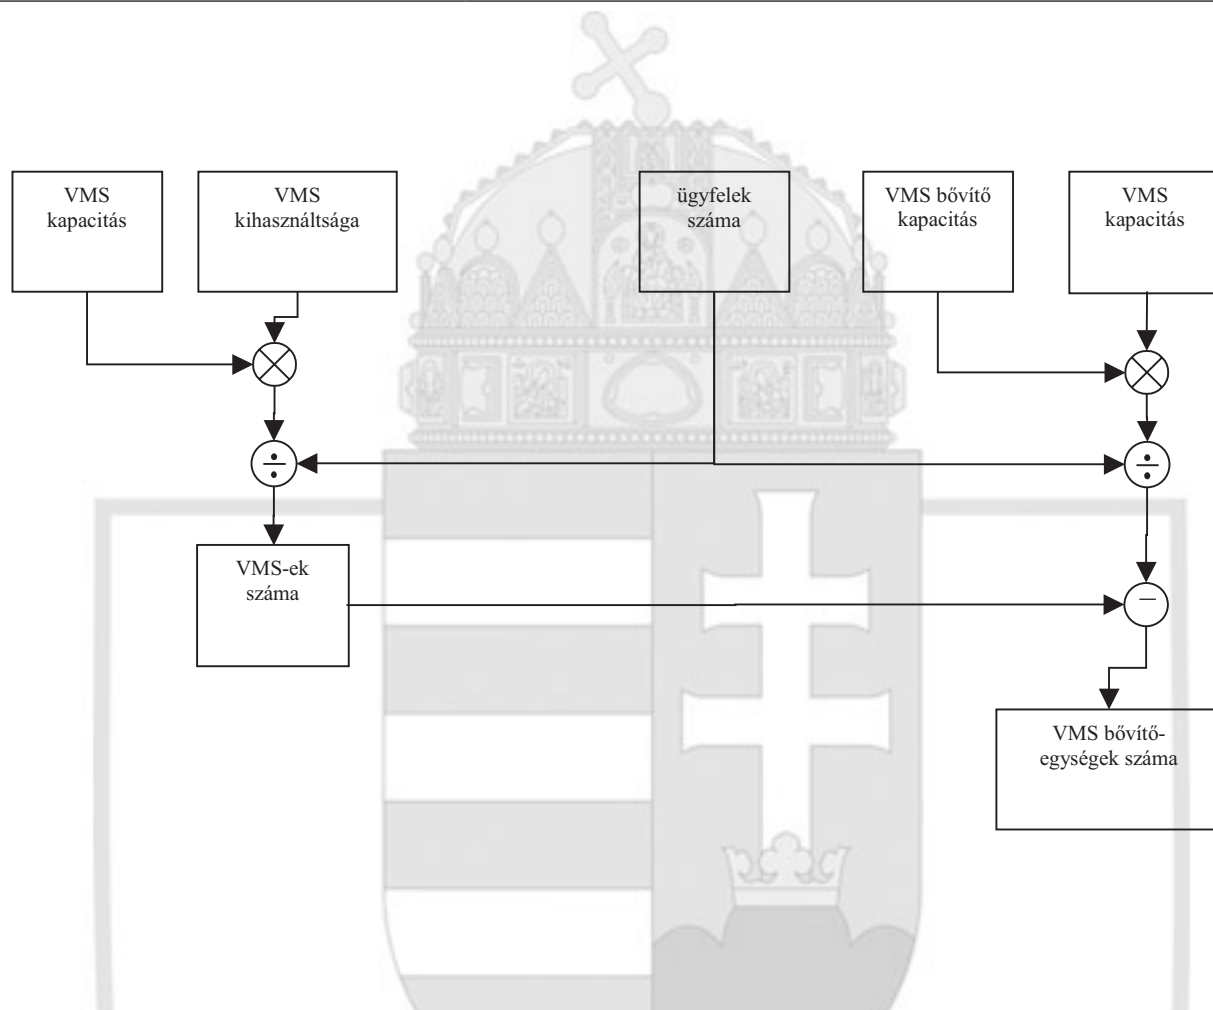 VMS
kapacitás
VMS
kihasználtsága
ügyfelek
száma
VMS bővítő
kapacitás
VMS
kapacitás
VMS-ek
száma
VMS bővítő-
egységek száma